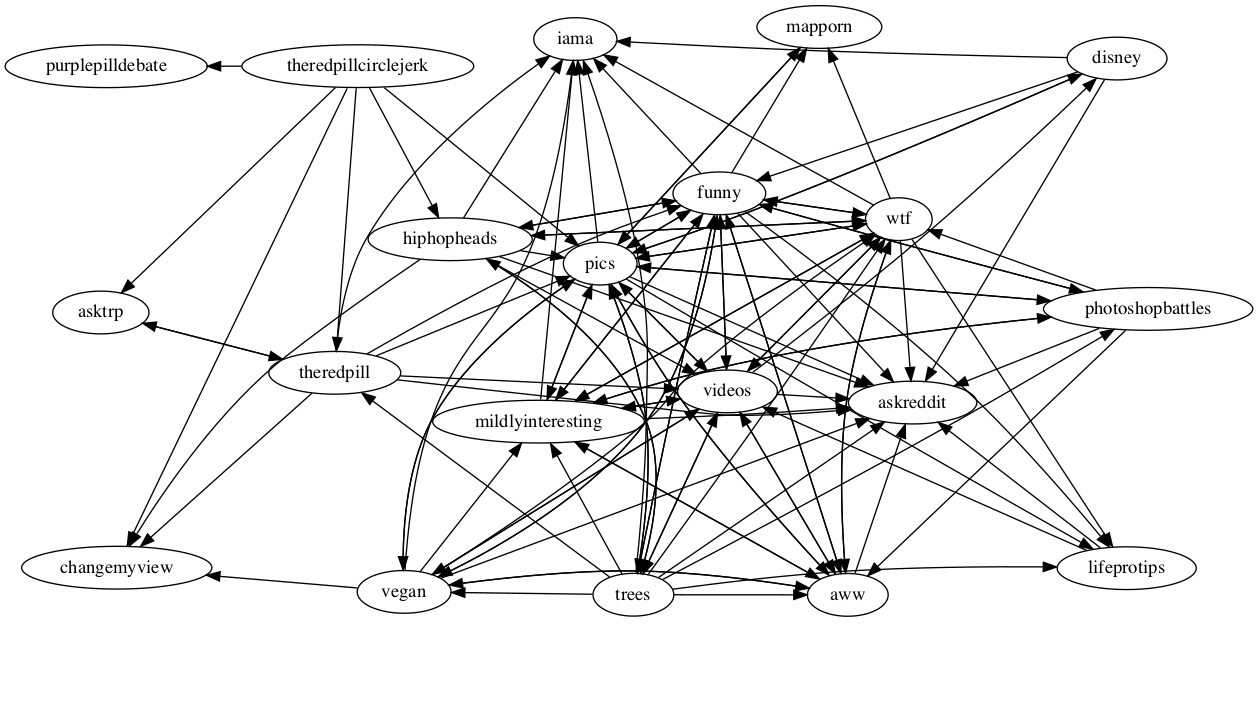 mapporn
iama
disney
purplepilldebate
theredpillcirclejerk
funny
wtf
hiphopheads
pics
photoshopbattles
asktrp
theredpill
videos
askreddit
mildlyinteresting
changemyview
lifeprotips
vegan
trees
aww